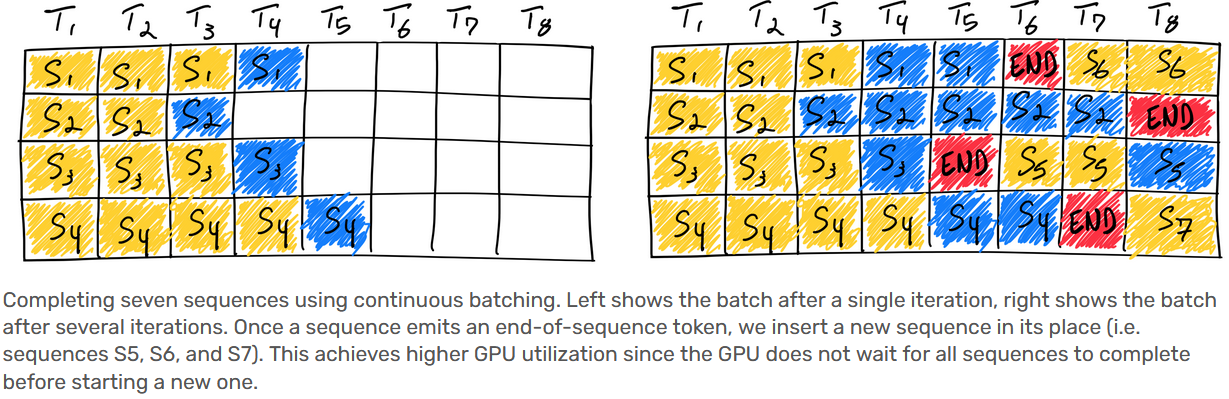 T1 T2 T3 T4 T5 T6 T7 T8
S1 S1 S1 S1
S2 S2 S2
S3 S3 S3 S3
S4 S4 S4 S4 S4
T1 T2 T3 T4 T5 T6 T7 T8
S1 S1 S1 S1 S1 END S6 S6
S2 S2 S2 S2 S2 S2 S2 END
S3 S3 S3 S3 END S5 S5 S5
S4 S4 S4 S4 S4 S4 END S7
Completing seven sequences using continuous batching. Left shows the batch after a single iteration, right shows the batch
after several iterations. Once a sequence emits an end-of-sequence token, we insert a new sequence in its place (i.e.
sequences S5, S6, and S7). This achieves higher GPU utilization since the GPU does not wait for all sequences to complete
before starting a new one.